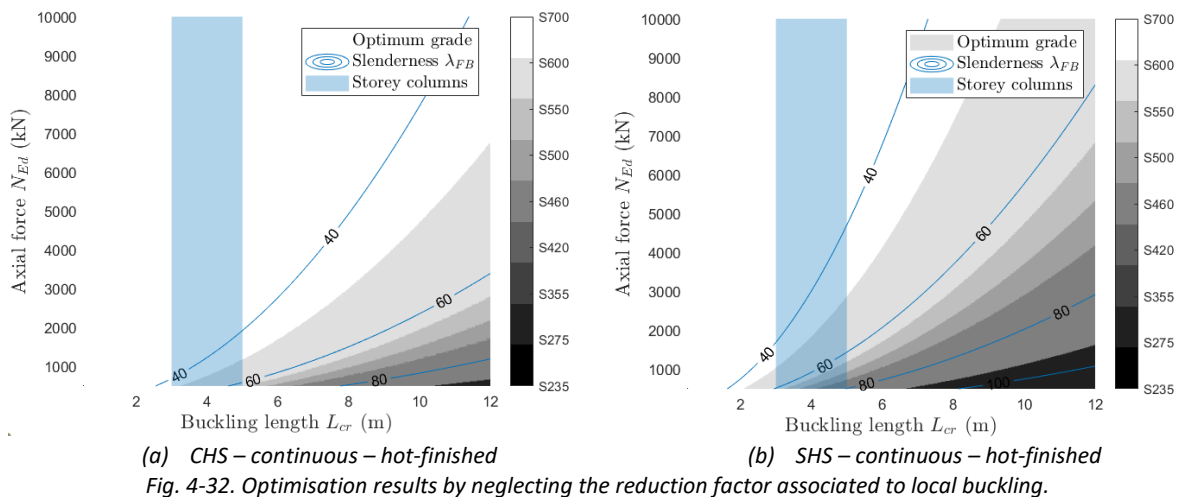 10000
9000
8000
7000
6000
5000
4000
3000
2000
1000
Axial force N_Ed (kN)
2 4 6 8 10 12
Buckling length L_cr (m)
Optimum grade
Slenderness λ_FB
Storey columns
40
40
60
60
80
S700
S600
S550
S500
S460
S420
S355
S275
S235
(a) CHS – continuous – hot-finished
10000
9000
8000
7000
6000
5000
4000
3000
2000
1000
Axial force N_Ed (kN)
2 4 6 8 10 12
Buckling length L_cr (m)
Optimum grade
Slenderness λ_FB
Storey columns
40
40
60
60
80
80
100
S700
S600
S550
S500
S460
S420
S355
S275
S235
(b) SHS – continuous – hot-finished
Fig. 4-32. Optimisation results by neglecting the reduction factor associated to local buckling.